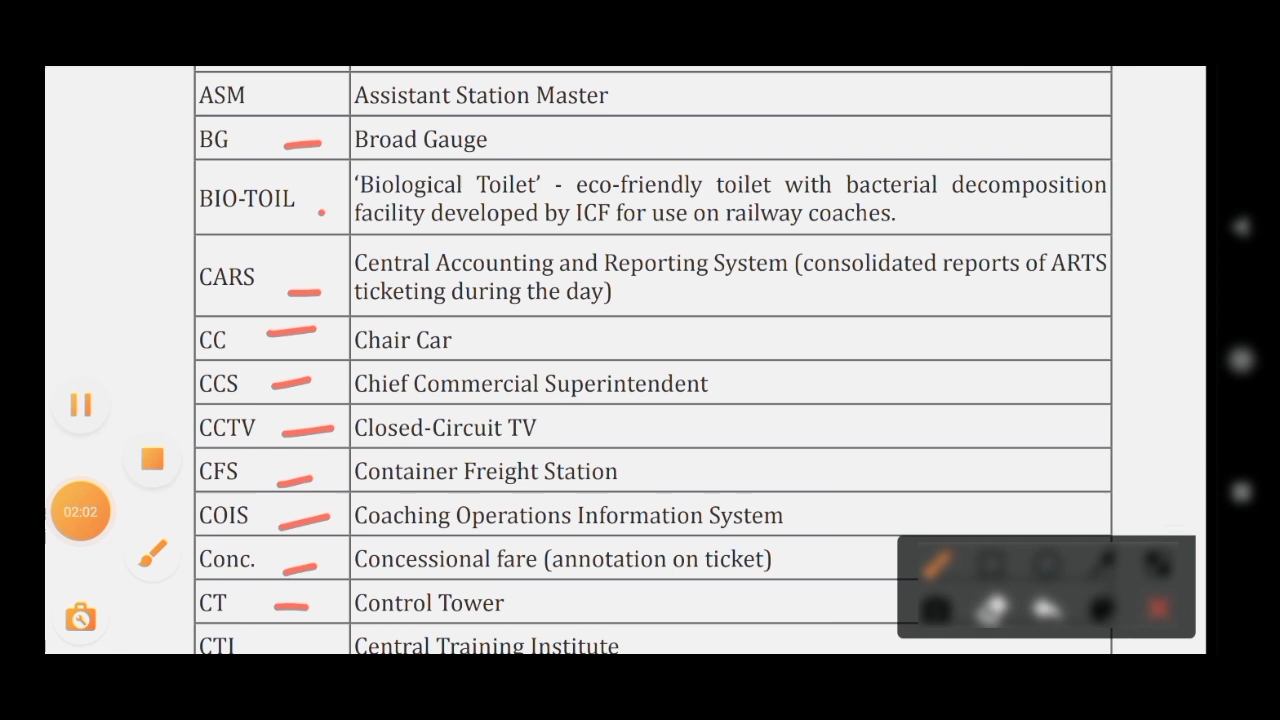 ASM Assistant Station Master
BG Broad Gauge
BIO-TOIL ‘Biological Toilet’ - eco-friendly toilet with bacterial decomposition
facility developed by ICF for use on railway coaches.
CARS Central Accounting and Reporting System (consolidated reports of ARTS
ticketing during the day)
CC Chair Car
CCS Chief Commercial Superintendent
CCTV Closed-Circuit TV
CFS Container Freight Station
COIS Coaching Operations Information System
Conc. Concessional fare (annotation on ticket)
CT Control Tower
CTI Central Training Institute
02:02